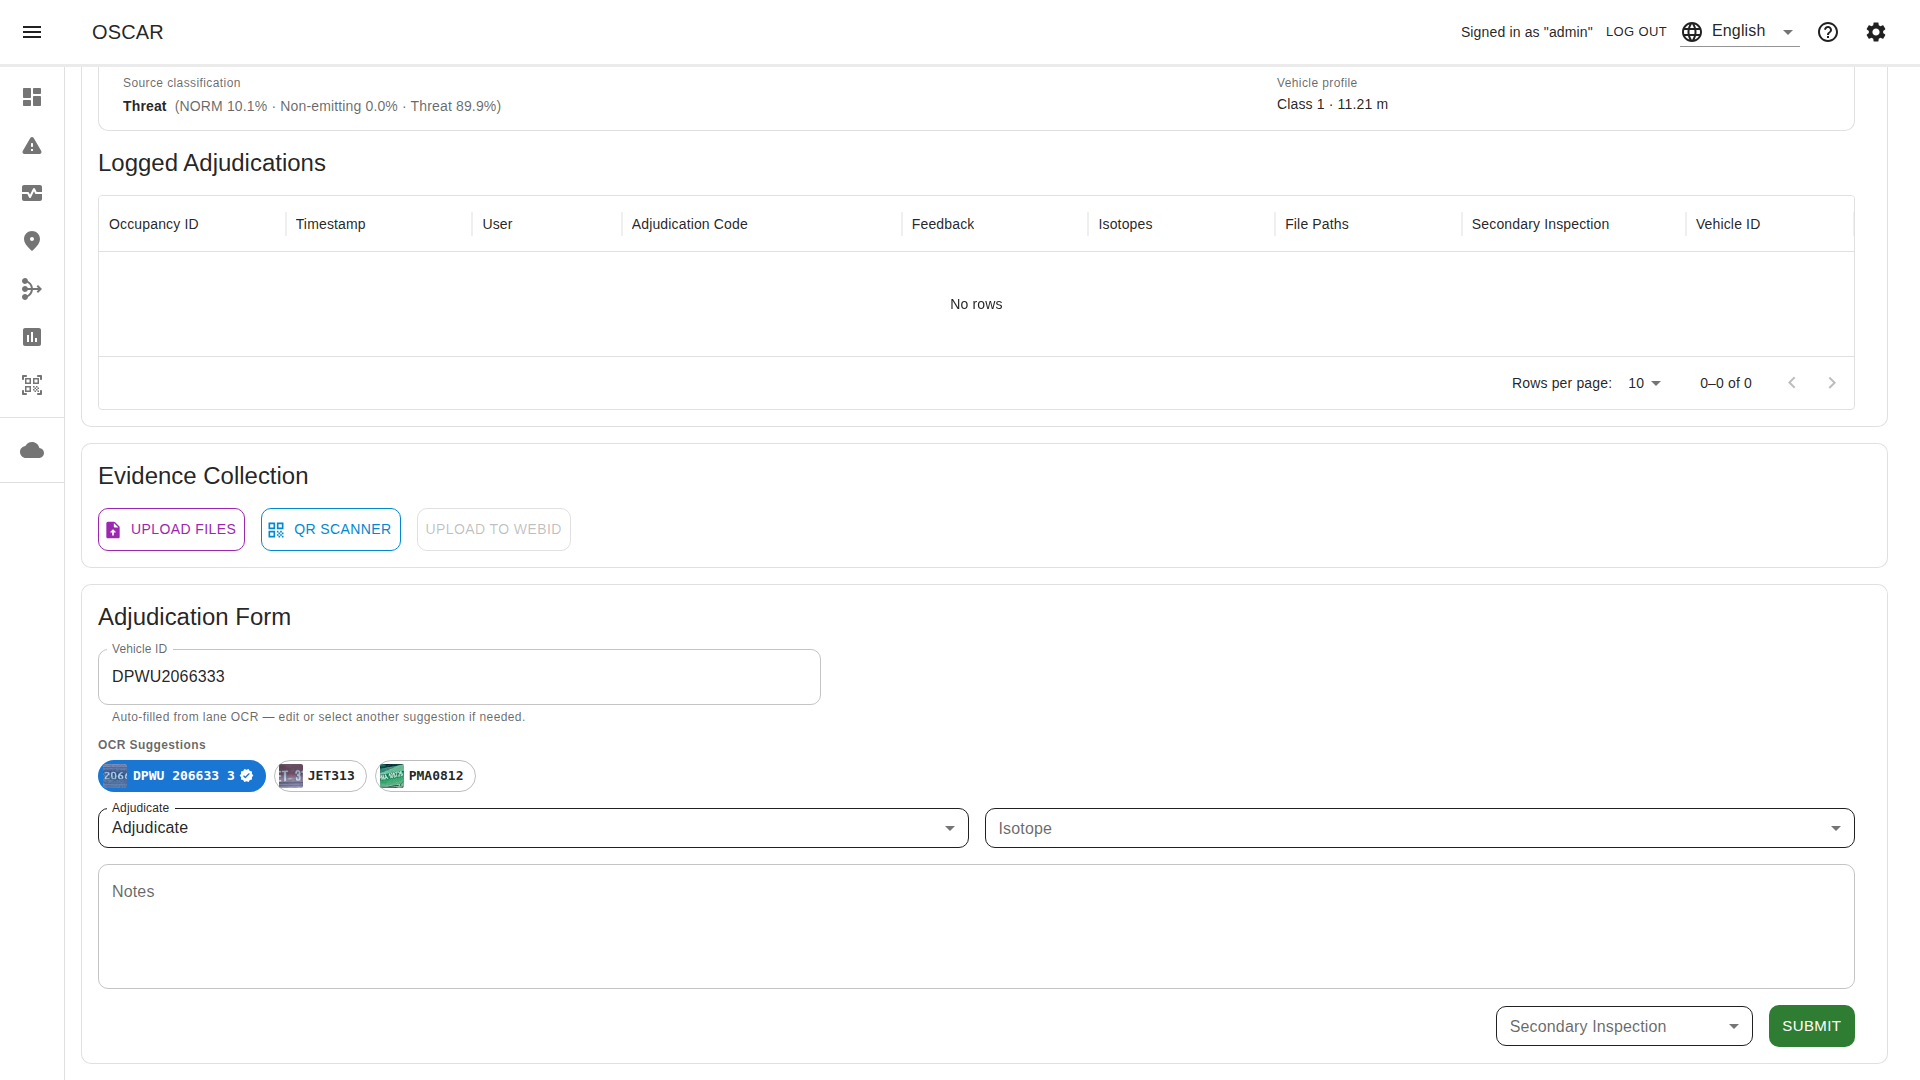 OSCAR
Signed in as "admin" LOG OUT English
Source classification
Threat (NORM 10.1% · Non-emitting 0.0% · Threat 89.9%)
Vehicle profile
Class 1 · 11.21 m
Logged Adjudications
Occupancy ID Timestamp User Adjudication Code Feedback Isotopes File Paths Secondary Inspection Vehicle ID
No rows
Rows per page: 10 0–0 of 0
Evidence Collection
UPLOAD FILES QR SCANNER UPLOAD TO WEBID
Adjudication Form
Vehicle ID
DPWU2066333
Auto-filled from lane OCR — edit or select another suggestion if needed.
OCR Suggestions
DPWU 206633 3 JET313 PMA0812
Adjudicate
Adjudicate Isotope
Notes
Secondary Inspection SUBMIT